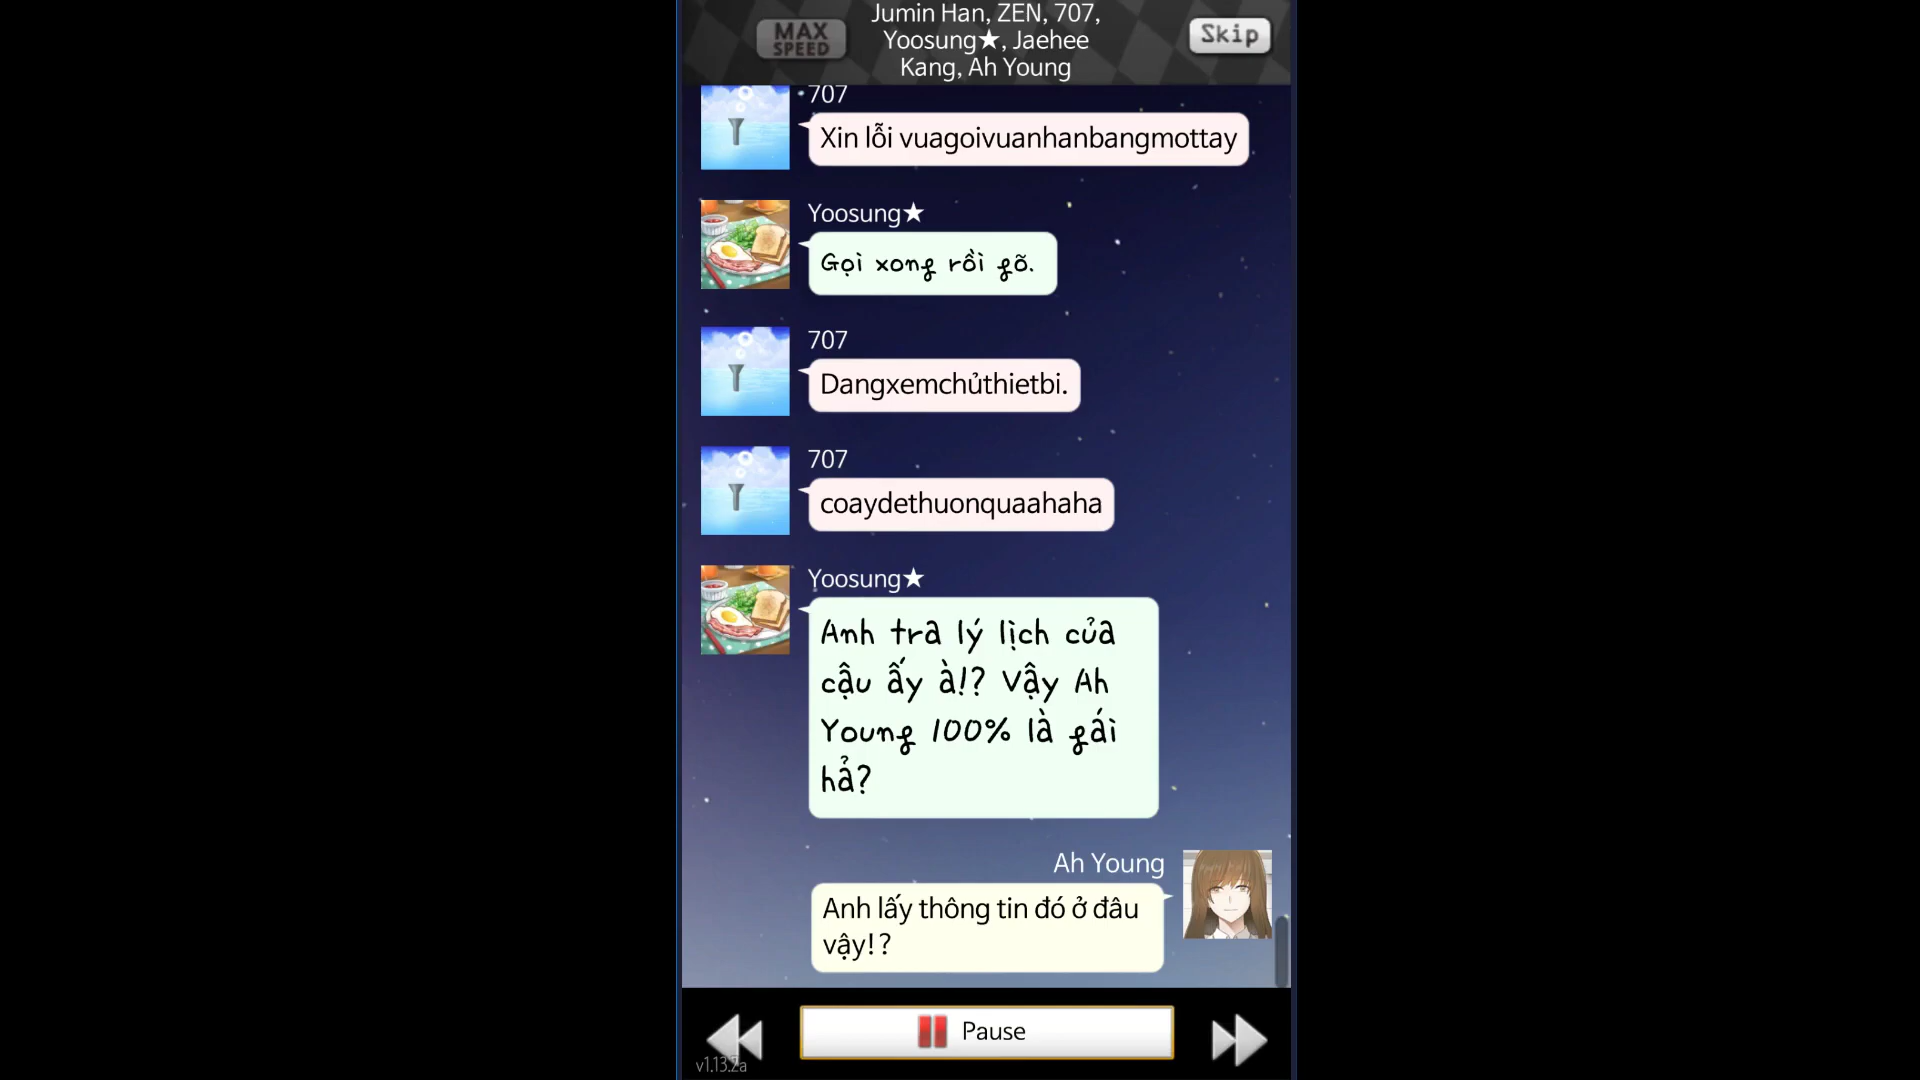 MAX
SPEED
Jumin Han, ZEN, 707,
Yoosung★, Jaehee
Kang, Ah Young
Skip
707
Xin lỗi vuagoivuanhanbangmottay
Yoosung★
Gọi xong rồi gõ.
707
Dangxemchủthietbi.
707
coaydethuonquaahaha
Yoosung★
Anh tra lý lịch của
cậu ấy à!? Vậy Ah
Young 100% là gái
hả?
Ah Young
Anh lấy thông tin đó ở đâu
vậy!?
Pause
v1.13.2a